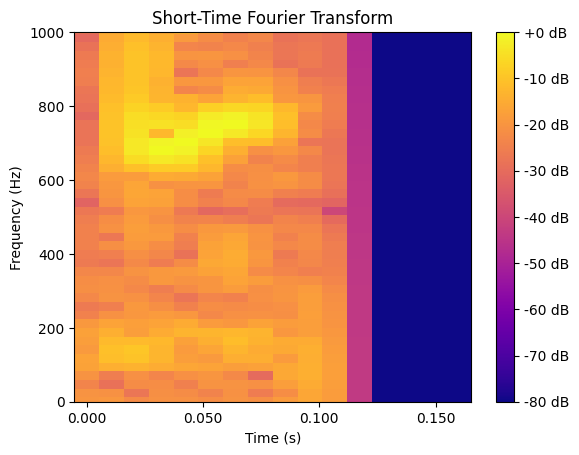 Short-Time Fourier Transform
1000
800
600
400
200
0
Frequency (Hz)
0.000
0.050
0.100
0.150
Time (s)
+0 dB
-10 dB
-20 dB
-30 dB
-40 dB
-50 dB
-60 dB
-70 dB
-80 dB